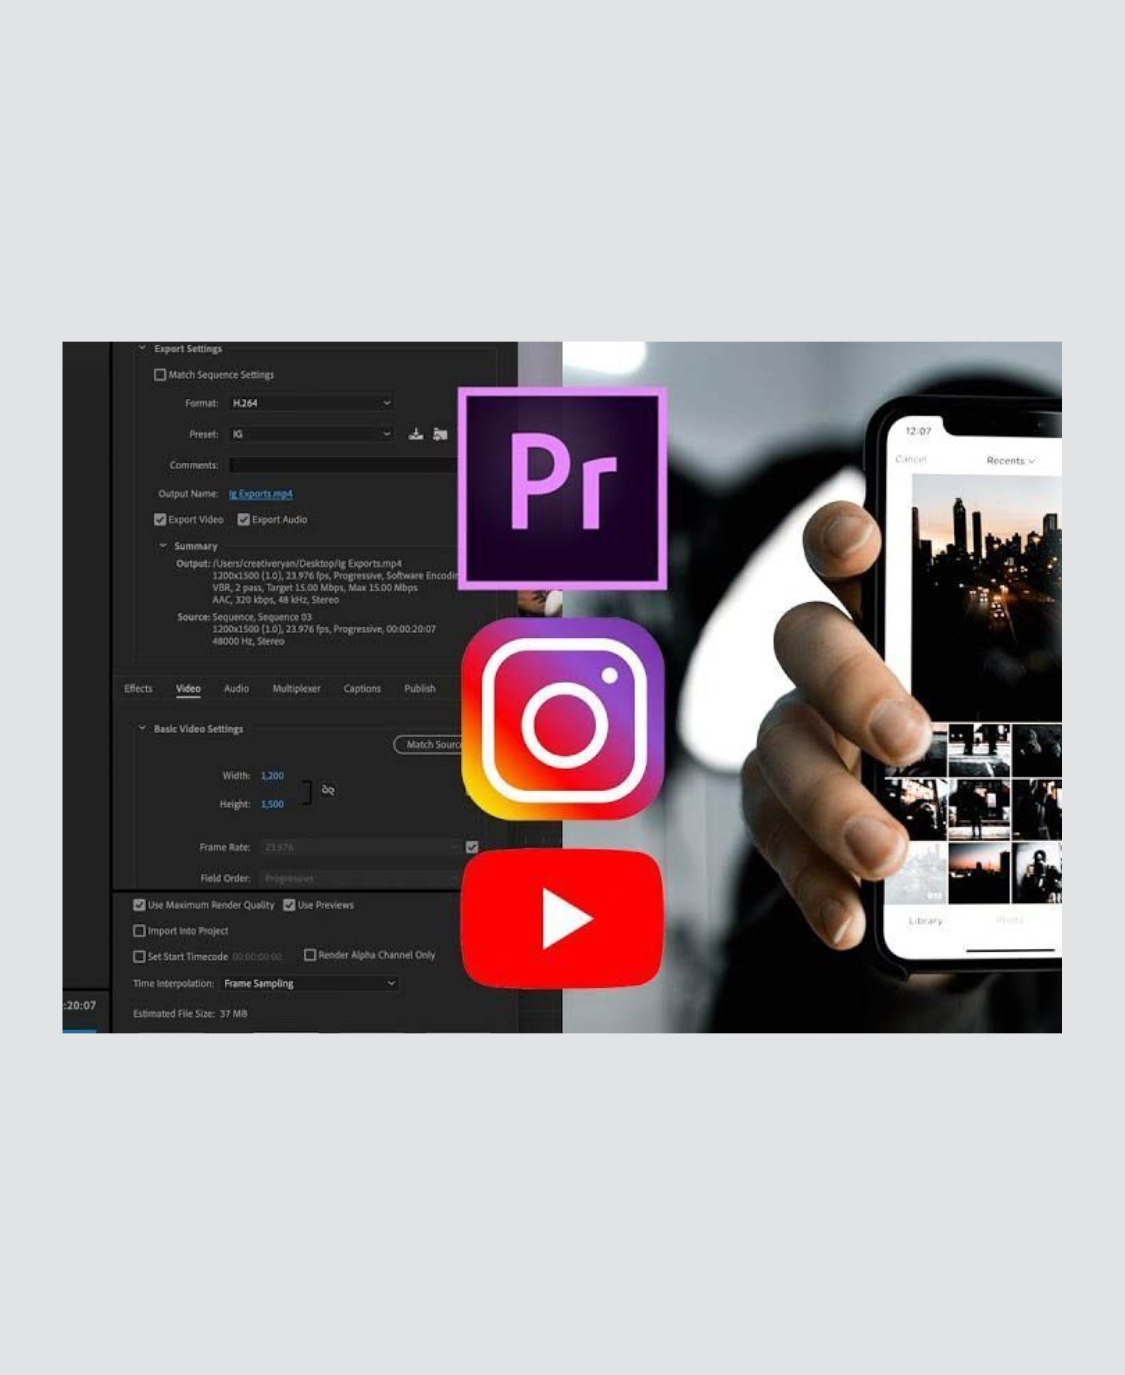 Export Settings
Match Sequence Settings
Format: H.264
Preset: IG
Comments:
Output Name: Ig Exports.mp4
Export Video Export Audio
Summary
Output: /Users/creativeryan/Desktop/Ig Exports.mp4
1200x1500 (1.0), 23.976 fps, Progressive, Software Encodin
VBR, 2 pass, Target 15.00 Mbps, Max 15.00 Mbps
AAC, 320 kbps, 48 kHz, Stereo
Source: Sequence, Sequence 03
1200x1500 (1.0), 23.976 fps, Progressive, 00:00:20:07
48000 Hz, Stereo
Effects Video Audio Multiplexer Captions Publish
Basic Video Settings
Match Sourc
Width: 1,200
Height: 1,500
Frame Rate: 23.976
Field Order: Progressive
Use Maximum Render Quality Use Previews
Import Into Project
Set Start Timecode 00:00:00:00 Render Alpha Channel Only
Time Interpolation: Frame Sampling
:20:07
Estimated File Size: 37 MB
Pr
12:07
Cancel Recents
Library Photo